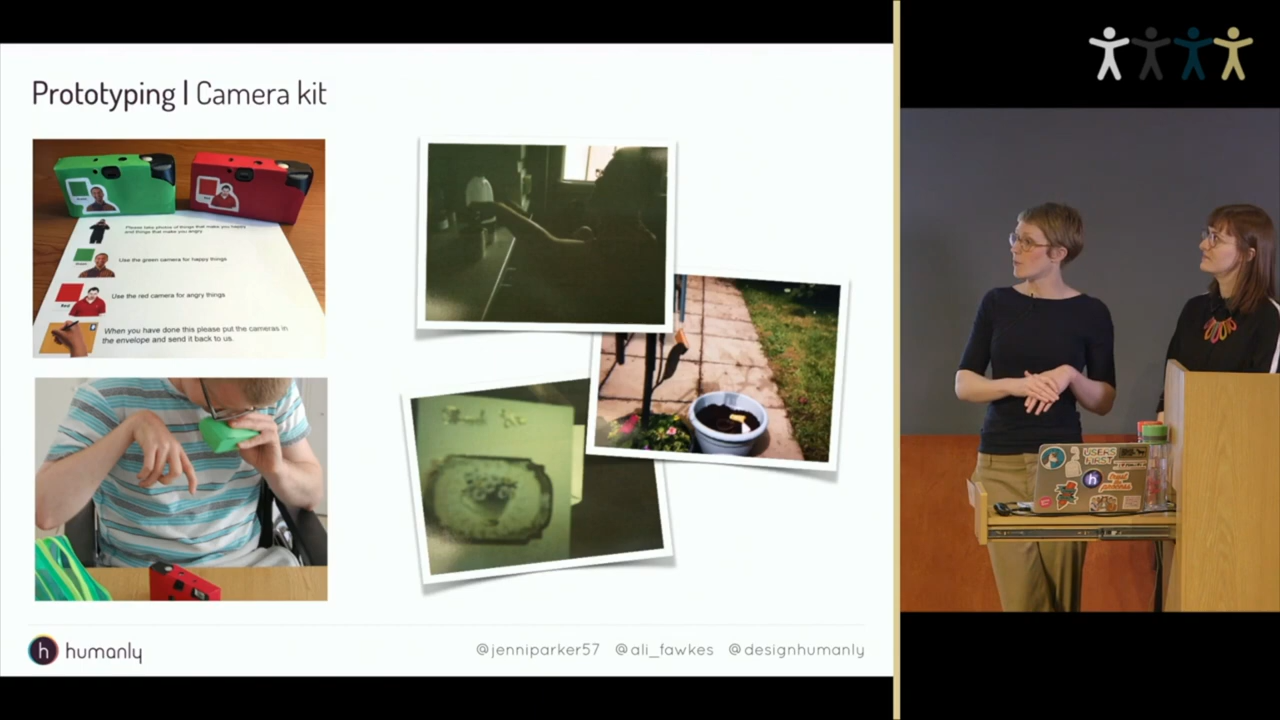 Prototyping | Camera kit
Please take photos of things that make you happy
and things that make you angry
Use the green camera for happy things
Red
Use the red camera for angry things
When you have done this please put the cameras in
the envelope and send it back to us.
USERS
FIRST
h
h humanly
@jenniparker57 @ali_fawkes @designhumanly